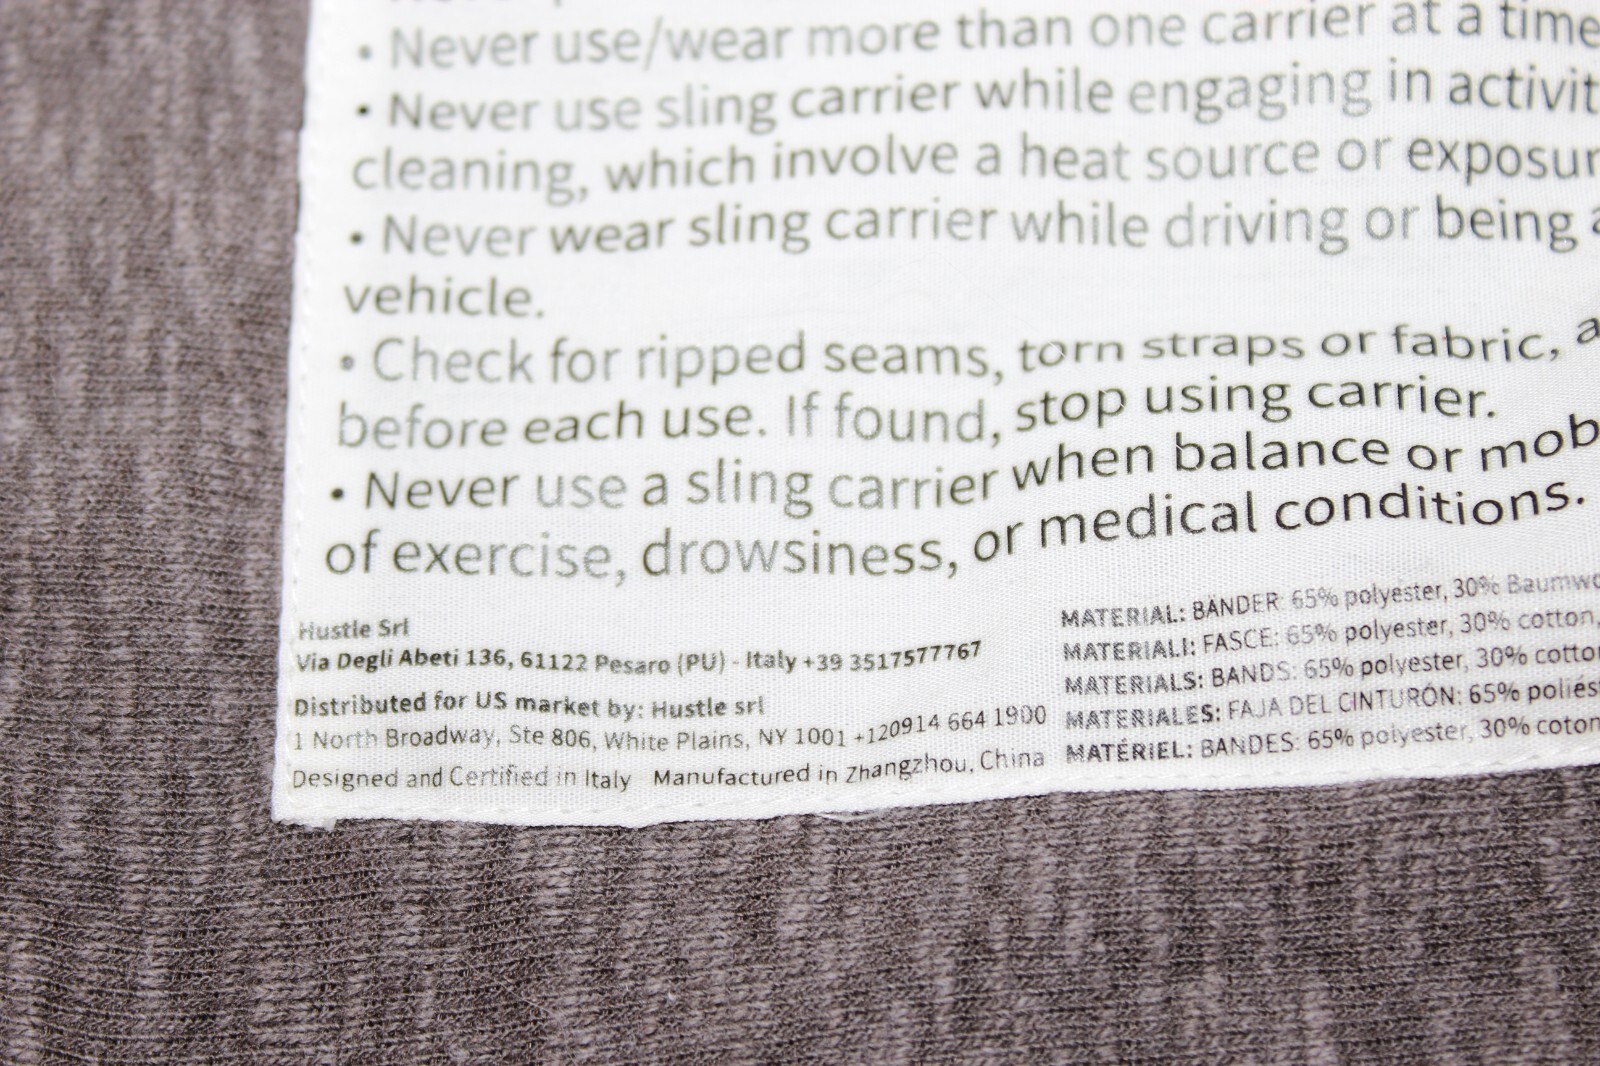 • Never use/wear more than one carrier at a time
• Never use sling carrier while engaging in activit
cleaning, which involve a heat source or exposur
• Never wear sling carrier while driving or being a
vehicle.
• Check for ripped seams, torn straps or fabric, a
before each use. If found, stop using carrier.
• Never use a sling carrier when balance or mob
of exercise, drowsiness, or medical conditions.
Hustle Srl
Via Degli Abeti 136, 61122 Pesaro (PU) - Italy +39 3517577767
Distributed for US market by: Hustle srl
1 North Broadway, Ste 806, White Plains, NY 1001 +120914 664 1900
Designed and Certified in Italy Manufactured in Zhangzhou, China
MATERIAL: BÄNDER: 65% polyester, 30% Baumwo
MATERIALI: FASCE: 65% polyester, 30% cotton,
MATERIALS: BANDS: 65% polyester, 30% cotton
MATERIALES: FAJA DEL CINTURÓN: 65% poliést
MATÉRIEL: BANDES: 65% polyester, 30% coton